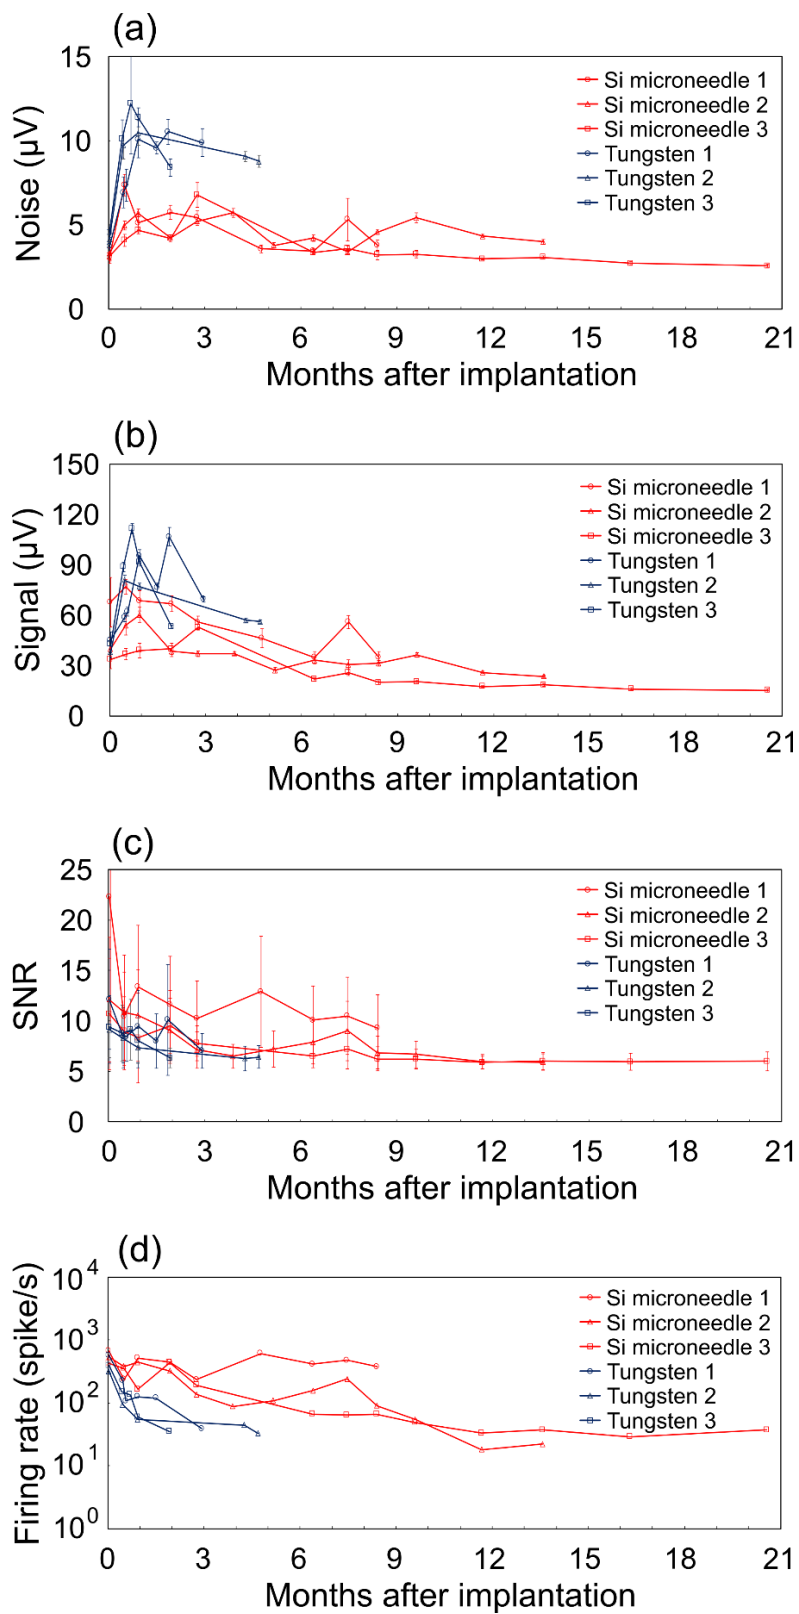 (a)
15
10
5
0
Noise (µV)
Si microneedle 1
Si microneedle 2
Si microneedle 3
Tungsten 1
Tungsten 2
Tungsten 3
0 3 6 9 12 15 18 21
Months after implantation
(b)
150
120
90
60
30
0
Signal (µV)
Si microneedle 1
Si microneedle 2
Si microneedle 3
Tungsten 1
Tungsten 2
Tungsten 3
0 3 6 9 12 15 18 21
Months after implantation
(c)
25
20
15
10
5
0
SNR
Si microneedle 1
Si microneedle 2
Si microneedle 3
Tungsten 1
Tungsten 2
Tungsten 3
0 3 6 9 12 15 18 21
Months after implantation
(d)
10⁴
10³
10²
10¹
10⁰
Firing rate (spike/s)
Si microneedle 1
Si microneedle 2
Si microneedle 3
Tungsten 1
Tungsten 2
Tungsten 3
0 3 6 9 12 15 18 21
Months after implantation